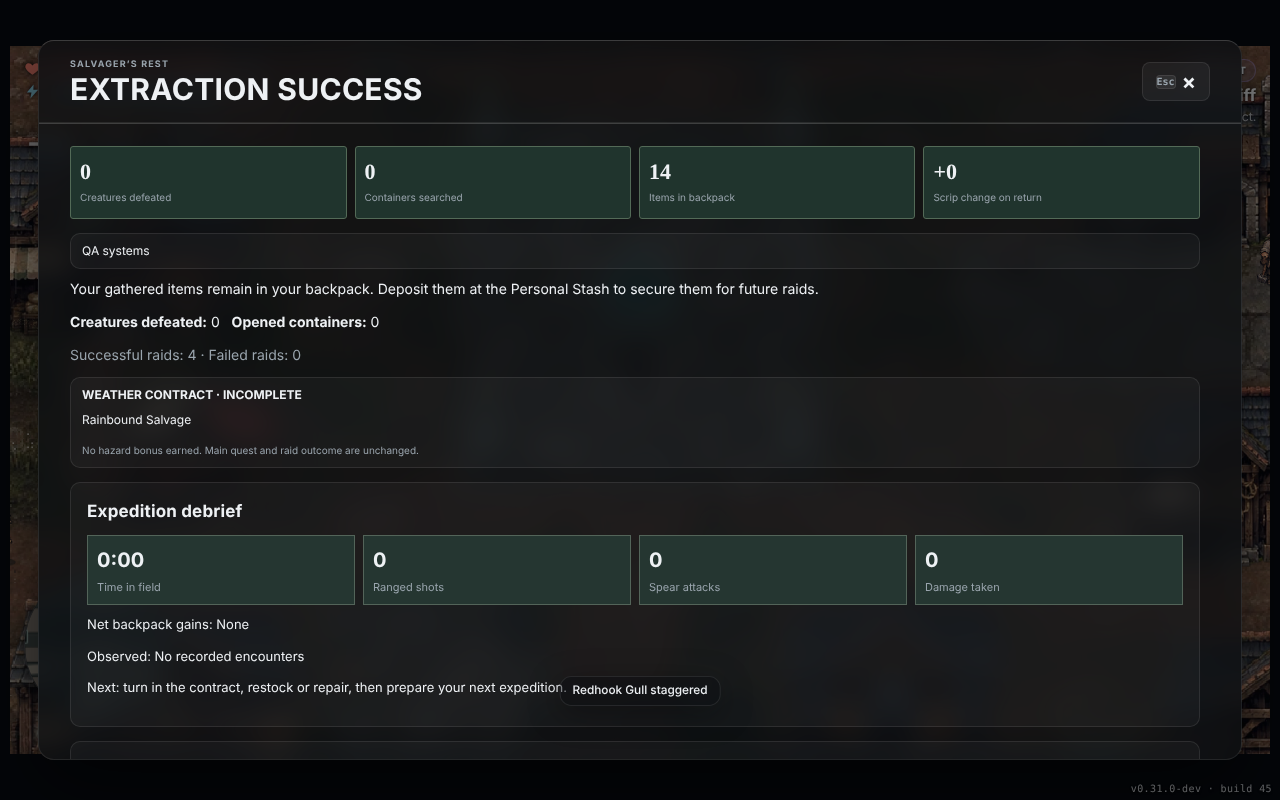 SALVAGER'S REST
EXTRACTION SUCCESS
Esc ×
r
iff
ct.
0
Creatures defeated
0
Containers searched
14
Items in backpack
+0
Scrip change on return
QA systems
Your gathered items remain in your backpack. Deposit them at the Personal Stash to secure them for future raids.
Creatures defeated: 0 Opened containers: 0
Successful raids: 4 · Failed raids: 0
WEATHER CONTRACT · INCOMPLETE
Rainbound Salvage
No hazard bonus earned. Main quest and raid outcome are unchanged.
Expedition debrief
0:00
Time in field
0
Ranged shots
0
Spear attacks
0
Damage taken
Net backpack gains: None
Observed: No recorded encounters
Next: turn in the contract, restock or repair, then prepare your next expedition.
Redhook Gull staggered
v0.31.0-dev · build 45